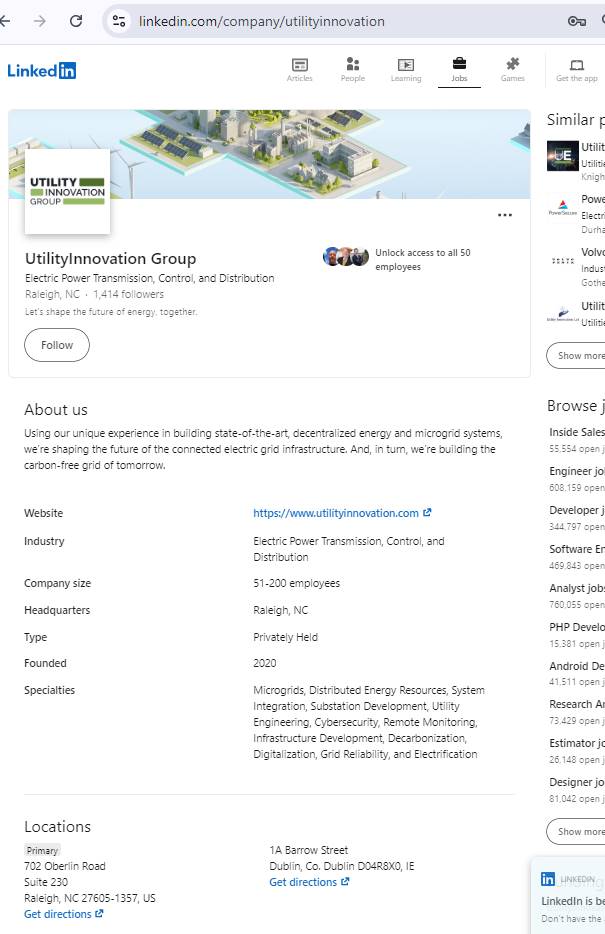 linkedin.com/company/utilityinnovation
Linked in
Articles
People
Learning
Jobs
Games
Get the app
UTILITY
INNOVATION
GROUP
UtilityInnovation Group
Electric Power Transmission, Control, and Distribution
Raleigh, NC · 1,414 followers
Let's shape the future of energy, together.
Unlock access to all 50
employees
Follow
About us
Using our unique experience in building state-of-the-art, decentralized energy and microgrid systems,
we're shaping the future of the connected electric grid infrastructure. And, in turn, we're building the
carbon-free grid of tomorrow.
Website
https://www.utilityinnovation.com
Industry
Electric Power Transmission, Control, and
Distribution
Company size
51-200 employees
Headquarters
Raleigh, NC
Type
Privately Held
Founded
2020
Specialties
Microgrids, Distributed Energy Resources, System
Integration, Substation Development, Utility
Engineering, Cybersecurity, Remote Monitoring,
Infrastructure Development, Decarbonization,
Digitalization, Grid Reliability, and Electrification
Locations
Primary
702 Oberlin Road
Suite 230
Raleigh, NC 27605-1357, US
Get directions
1A Barrow Street
Dublin, Co. Dublin D04R8X0, IE
Get directions
Similar p
UE
Utilit
Utilitie
Knigh
PowerSecure
Powe
Electri
Durha
Volvo
Indust
Gothe
Utilit
Utilitie
Show more
Browse j
Inside Sales
55,554 open j
Engineer jo
608,159 open
Developer j
344,797 open
Software En
469,843 open
Analyst jobs
760,055 open
PHP Develo
15,381 open j
Android De
41,511 open j
Research An
73,429 open j
Estimator jo
26,148 open j
Designer jo
81,042 open j
Show more
in LINKEDIN
LinkedIn is be
Don't have the